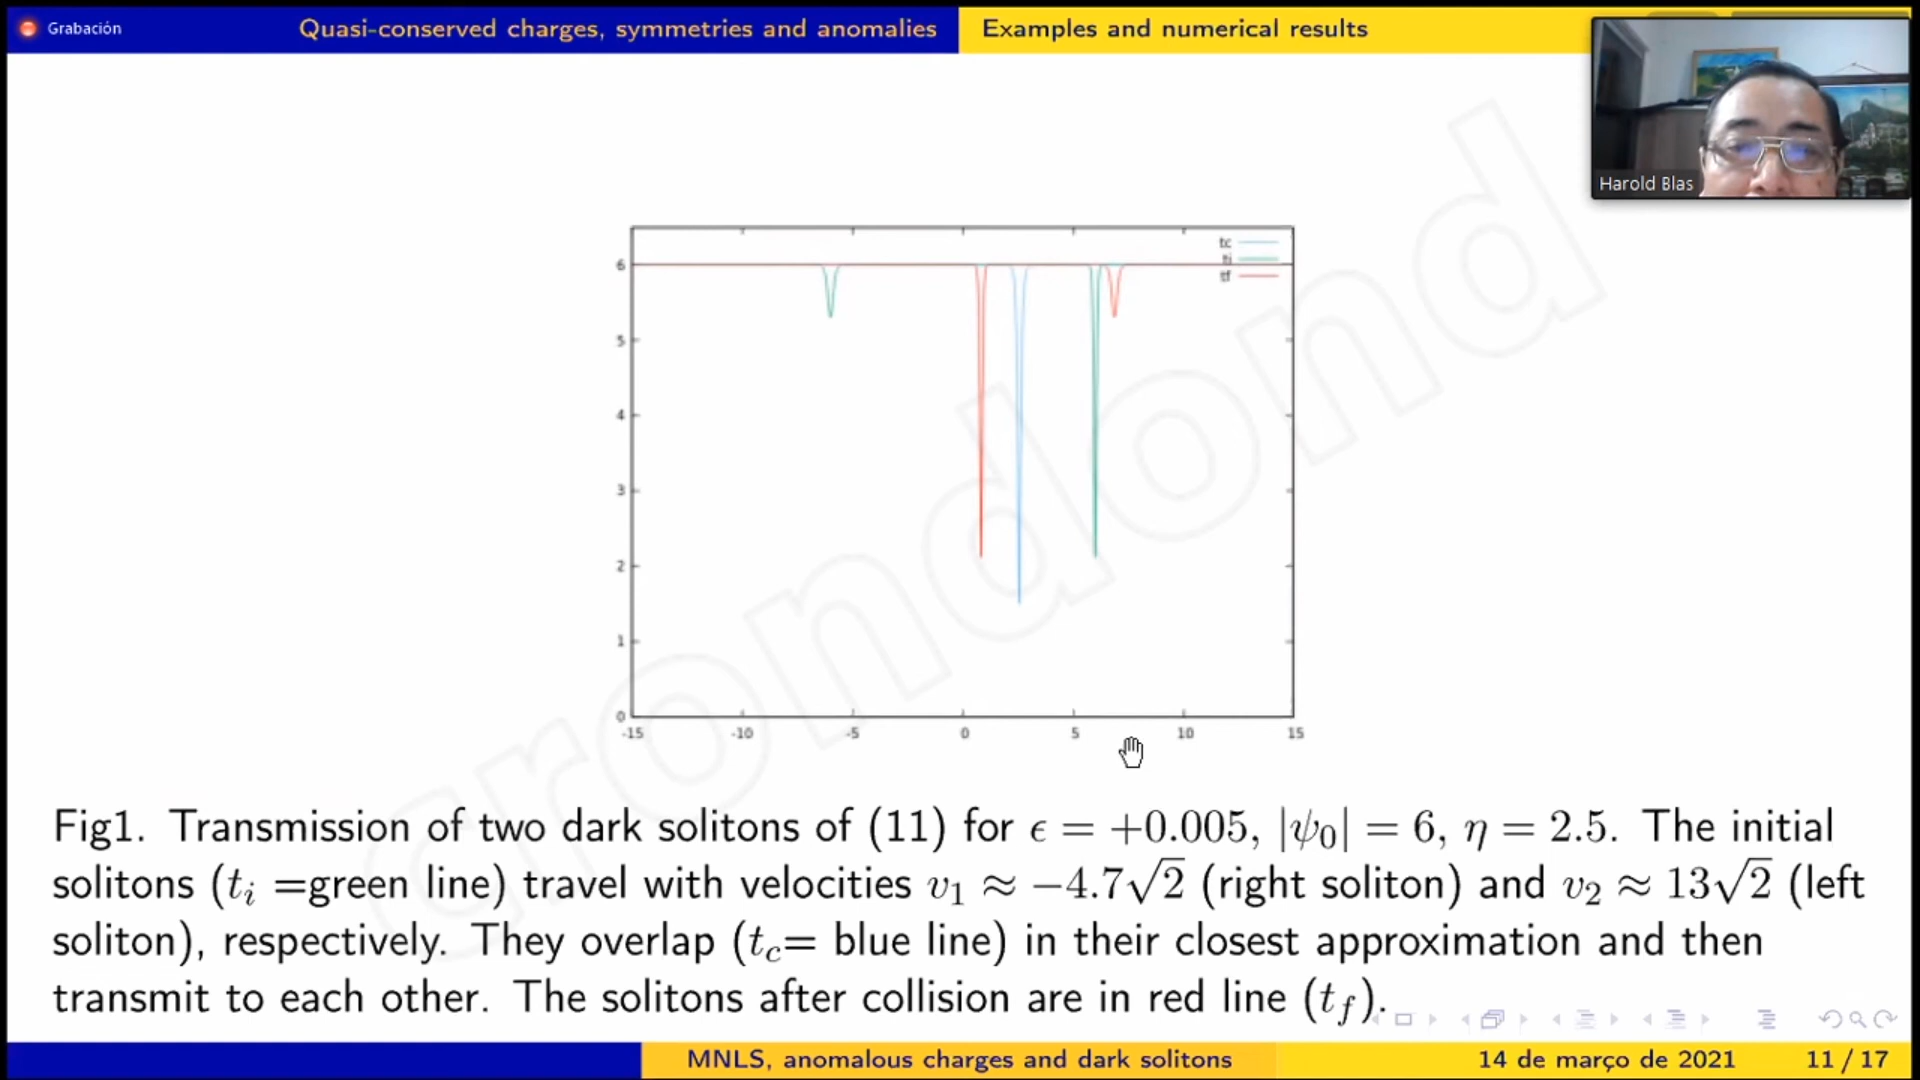 Grabación
Quasi-conserved charges, symmetries and anomalies
Examples and numerical results
Harold Blas
tc
ti
tf
6
5
4
3
2
1
0
-15 -10 -5 0 5 10 15
Fig1. Transmission of two dark solitons of (11) for ϵ = +0.005, |ψ₀| = 6, η = 2.5. The initial
solitons (tᵢ =green line) travel with velocities v₁ ≈ −4.7√2 (right soliton) and v₂ ≈ 13√2 (left
soliton), respectively. They overlap (t_c= blue line) in their closest approximation and then
transmit to each other. The solitons after collision are in red line (t_f).
MNLS, anomalous charges and dark solitons
14 de março de 2021
11 / 17
crondond